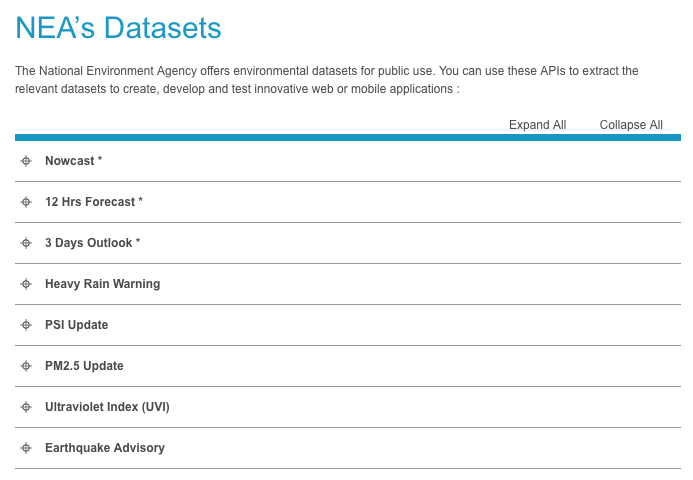 NEA's Datasets
The National Environment Agency offers environmental datasets for public use. You can use these APIs to extract the
relevant datasets to create, develop and test innovative web or mobile applications :
Expand All Collapse All
Nowcast *
12 Hrs Forecast *
3 Days Outlook *
Heavy Rain Warning
PSI Update
PM2.5 Update
Ultraviolet Index (UVI)
Earthquake Advisory